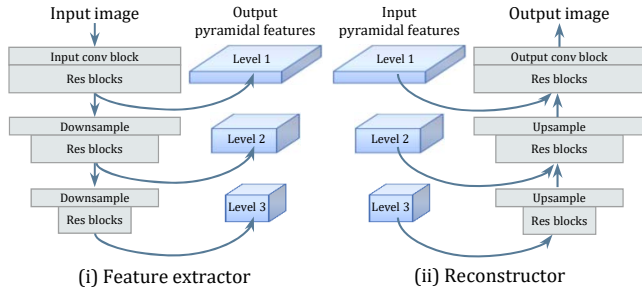 Input image
Output
pyramidal features
Input conv block
Res blocks
Level 1
Downsample
Res blocks
Level 2
Downsample
Res blocks
Level 3
(i) Feature extractor
Input
pyramidal features
Output image
Level 1
Output conv block
Res blocks
Level 2
Upsample
Res blocks
Level 3
Upsample
Res blocks
(ii) Reconstructor